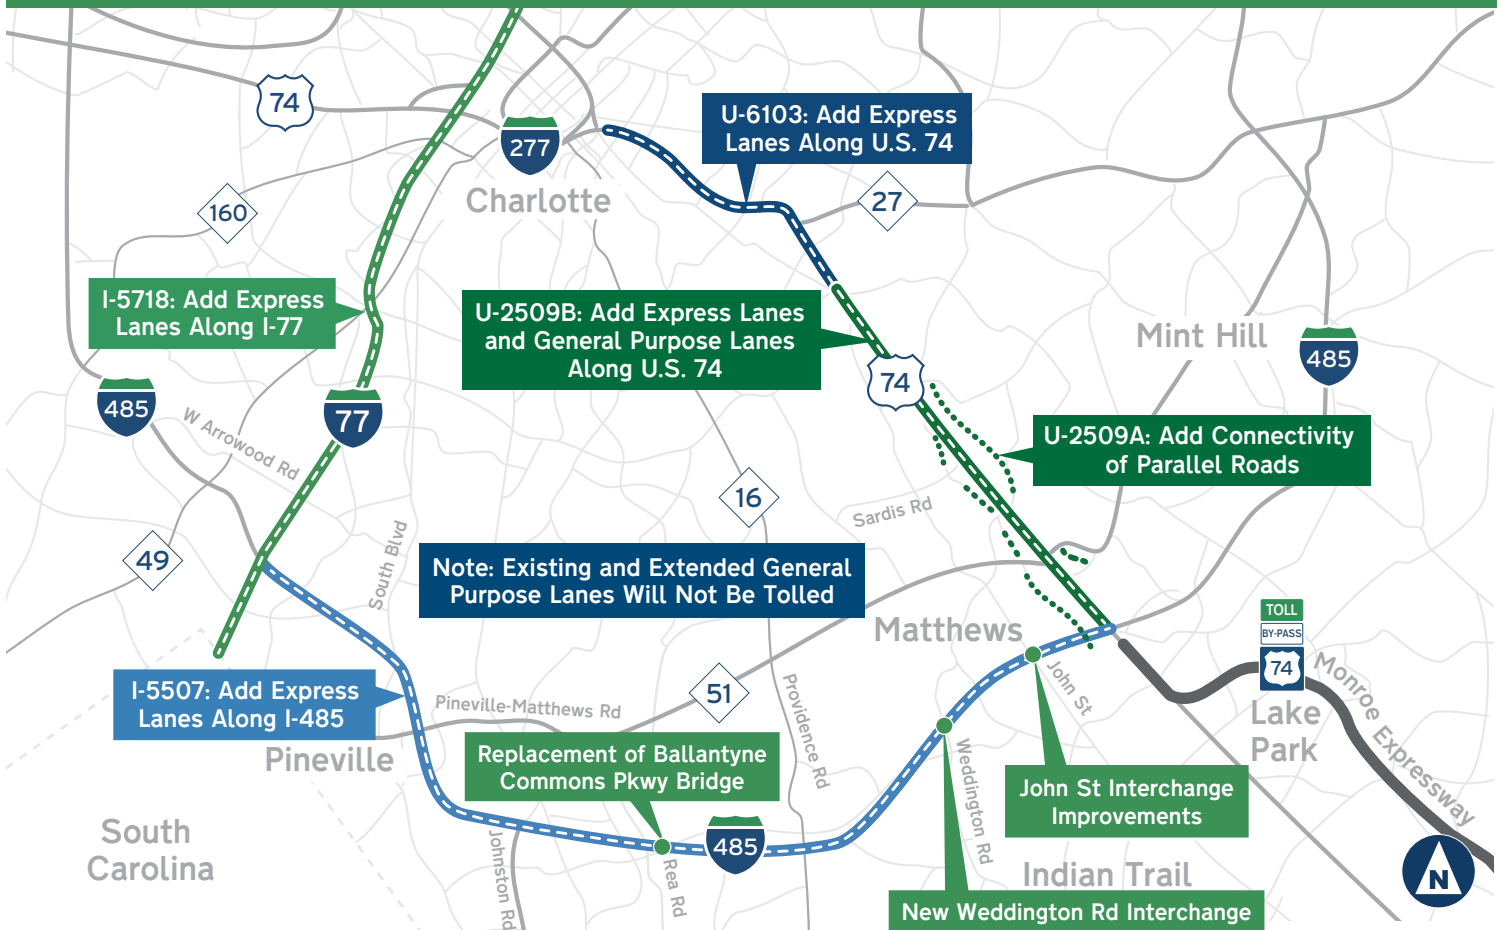 74
277
Charlotte
U-6103: Add Express
Lanes Along U.S. 74
27
160
I-5718: Add Express
Lanes Along I-77
U-2509B: Add Express Lanes
and General Purpose Lanes
Along U.S. 74
Mint Hill
485
74
485
77
W Arrowood Rd
U-2509A: Add Connectivity
of Parallel Roads
16
Sardis Rd
49
South Blvd
Note: Existing and Extended General
Purpose Lanes Will Not Be Tolled
Matthews
TOLL
BY-PASS
74
Monroe Expressway
John St
Lake
Park
I-5507: Add Express
Lanes Along I-485
Pineville-Matthews Rd
51
Providence Rd
Pineville
Replacement of Ballantyne
Commons Pkwy Bridge
Weddington Rd
John St Interchange
Improvements
South
Carolina
Johnston Rd
Rea Rd
485
Indian Trail
N
New Weddington Rd Interchange